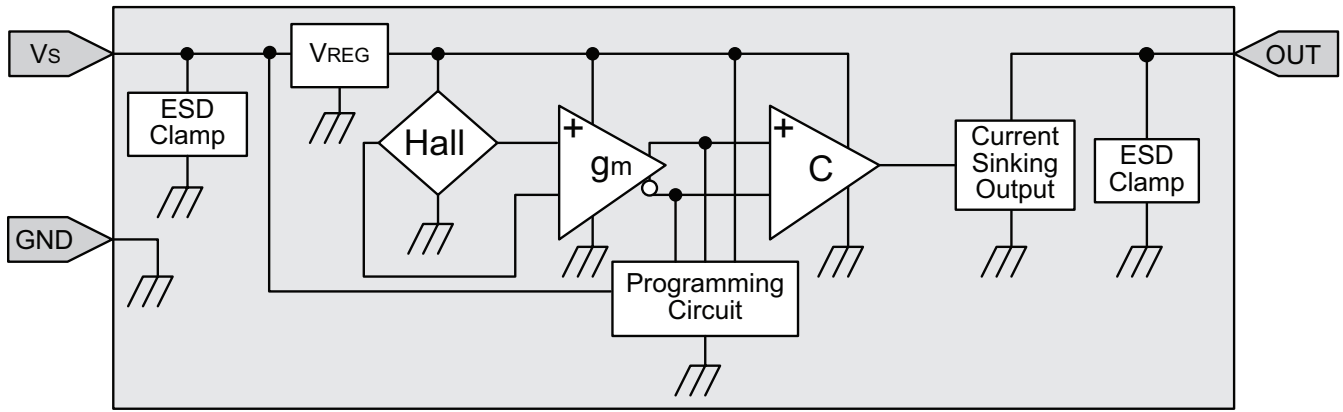 Vs
VREG
OUT
ESD
Clamp
Hall
+
gm
+
C
Current
Sinking
Output
ESD
Clamp
GND
Programming
Circuit